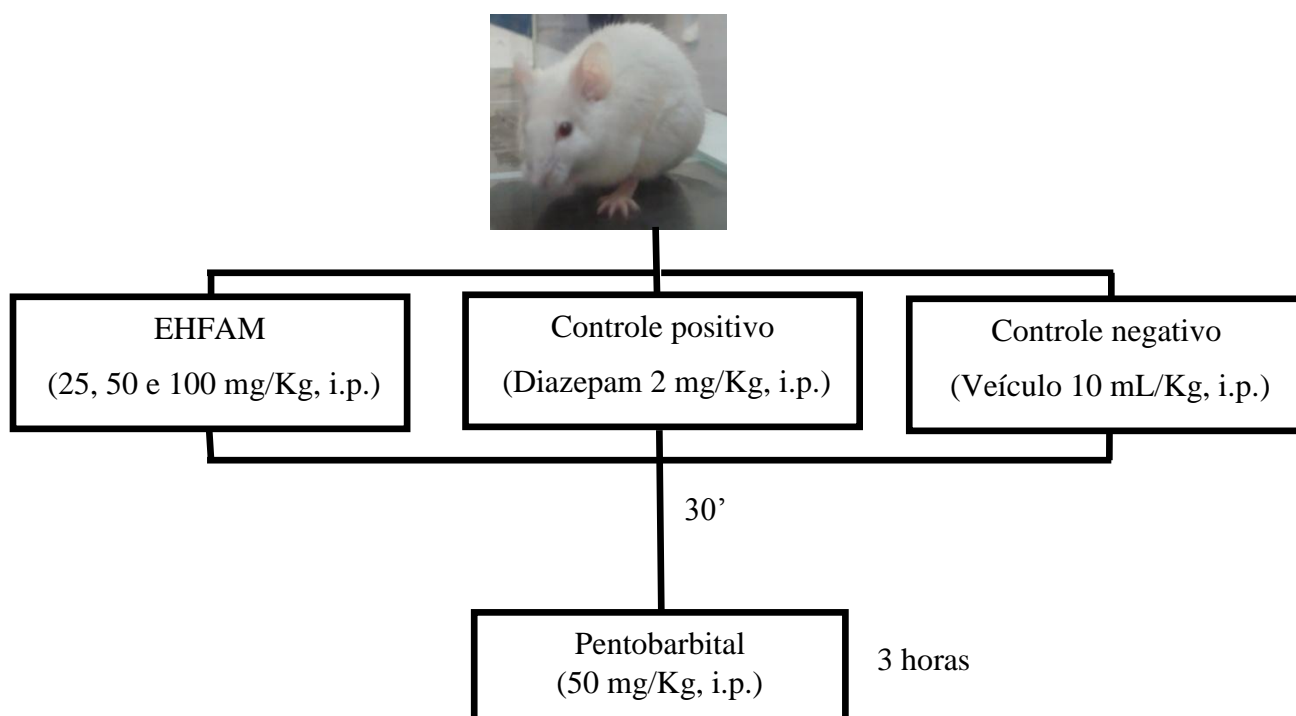 EHFAM
(25, 50 e 100 mg/Kg, i.p.)
Controle positivo
(Diazepam 2 mg/Kg, i.p.)
Controle negativo
(Veículo 10 mL/Kg, i.p.)
30’
Pentobarbital
(50 mg/Kg, i.p.)
3 horas